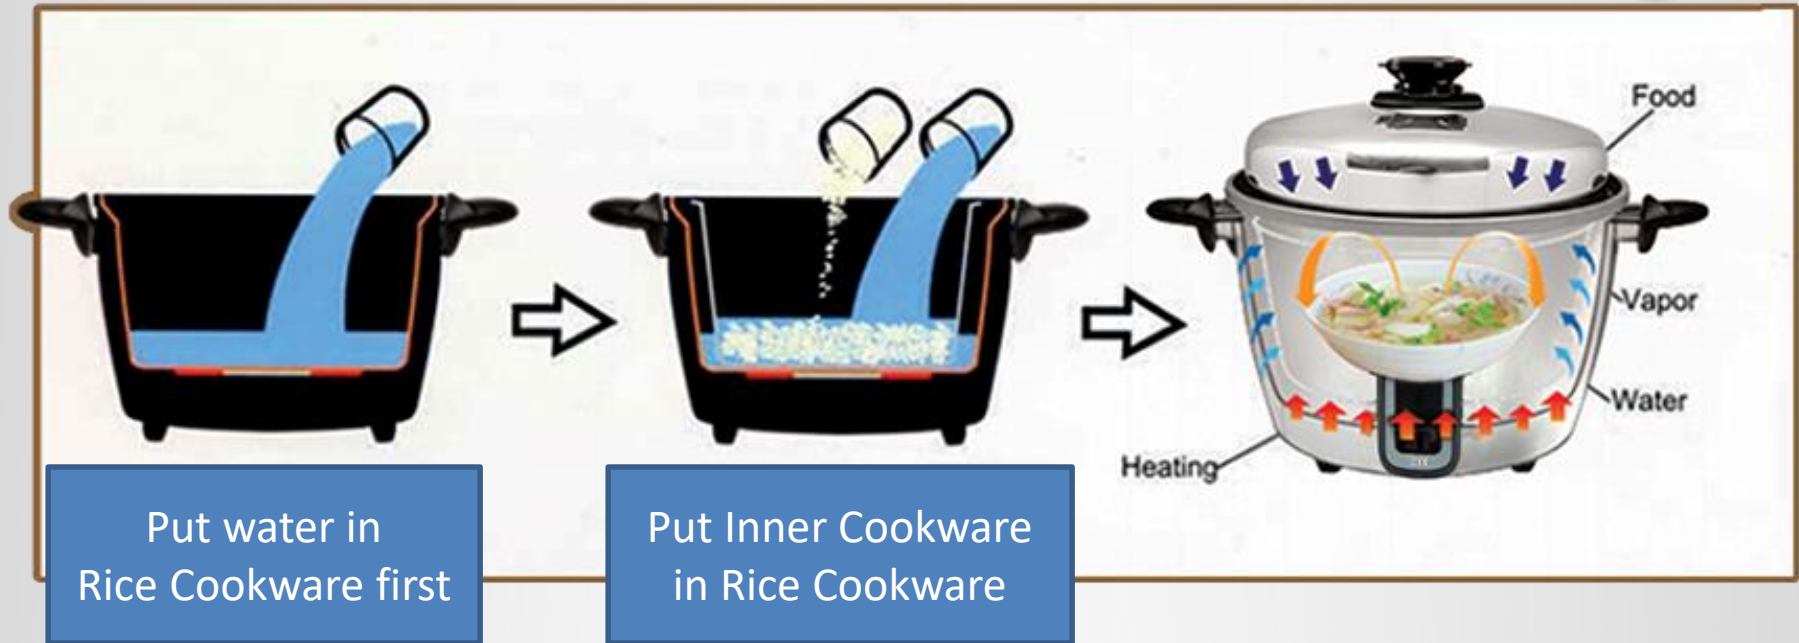 Food
Vapor
Water
Heating
Put water in
Rice Cookware first
Put Inner Cookware
in Rice Cookware